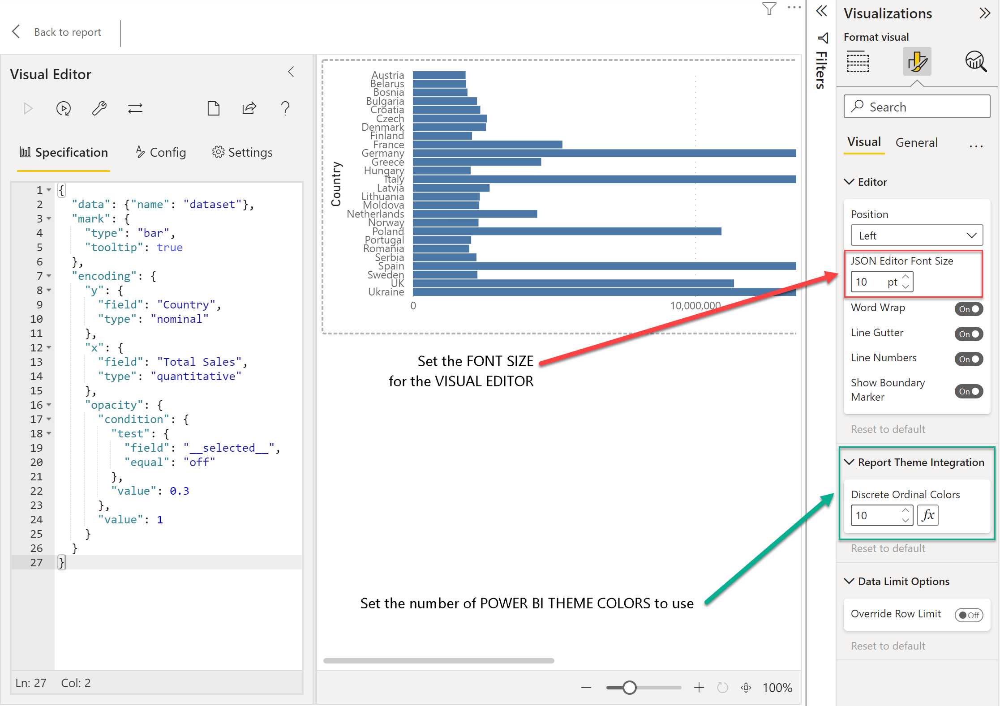 Back to report
Visual Editor
Specification
Config
Settings
1 {
2 "data": {"name": "dataset"},
3 "mark": {
4 "type": "bar",
5 "tooltip": true
6 },
7 "encoding": {
8 "y": {
9 "field": "Country",
10 "type": "nominal"
11 },
12 "x": {
13 "field": "Total Sales",
14 "type": "quantitative"
15 },
16 "opacity": {
17 "condition": {
18 "test": {
19 "field": "__selected__",
20 "equal": "off"
21 },
22 "value": 0.3
23 },
24 "value": 1
25 }
26 }
27 }
Ln: 27 Col: 2
Country
Austria
Belarus
Bosnia
Bulgaria
Croatia
Czech
Denmark
Finland
France
Germany
Greece
Hungary
Italy
Latvia
Lithuania
Moldova
Netherlands
Norway
Poland
Portugal
Romania
Serbia
Spain
Sweden
UK
Ukraine
0
10,000,000
Set the FONT SIZE
for the VISUAL EDITOR
Set the number of POWER BI THEME COLORS to use
100%
Filters
Visualizations
Format visual
Search
Visual
General
...
Editor
Position
Left
JSON Editor Font Size
10 pt
Word Wrap
On
Line Gutter
On
Line Numbers
On
Show Boundary
Marker
On
Reset to default
Report Theme Integration
Discrete Ordinal Colors
10
fx
Reset to default
Data Limit Options
Override Row Limit
Off
Reset to default